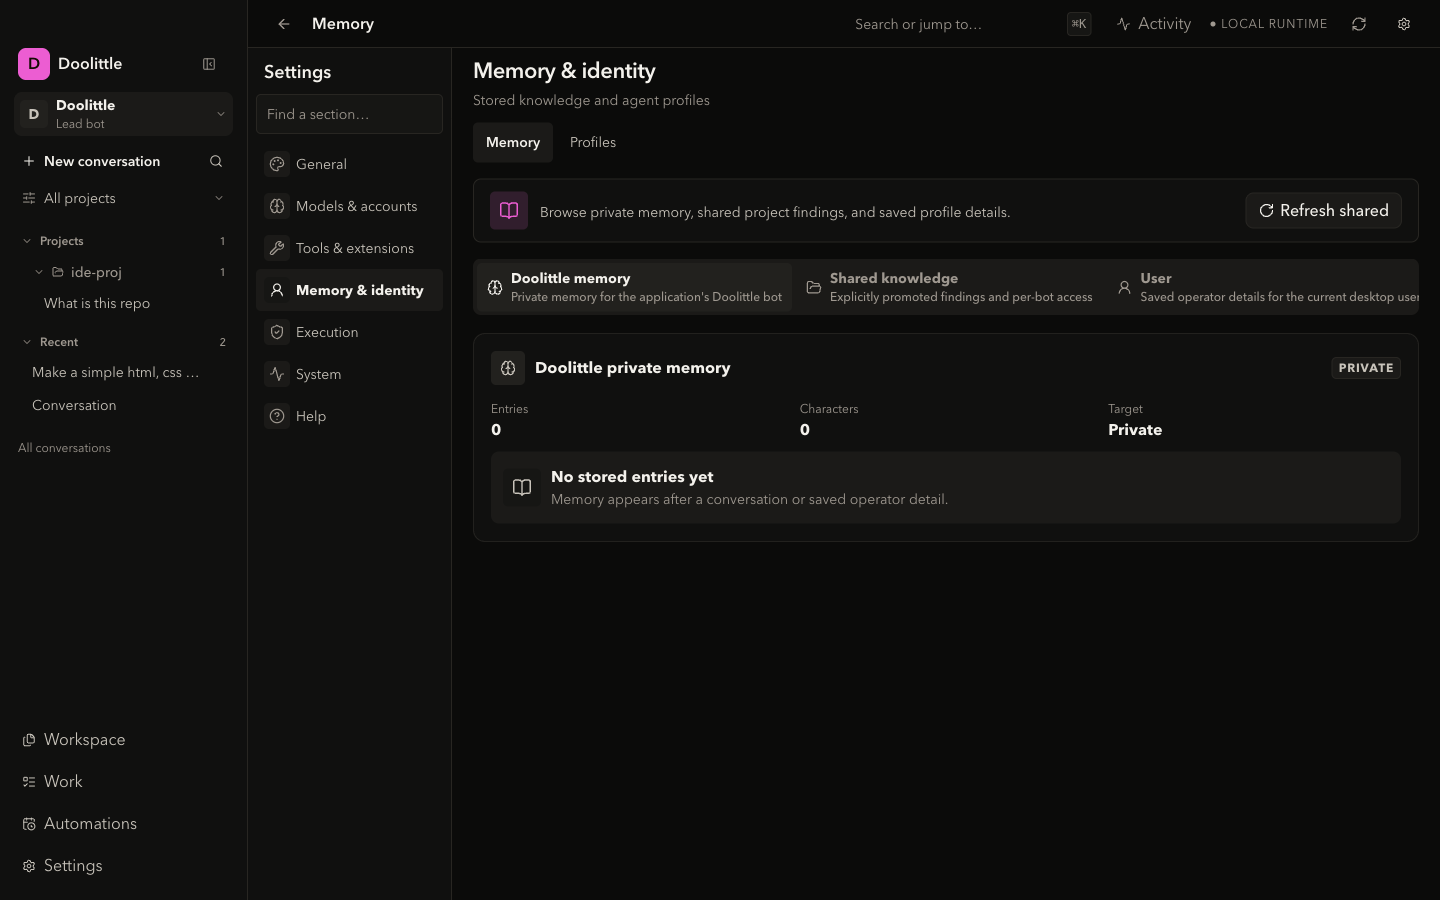 Memory
Search or jump to…
⌘K
Activity
LOCAL RUNTIME
D
Doolittle
D
Doolittle
Lead bot
New conversation
All projects
Projects
1
ide-proj
1
What is this repo
Recent
2
Make a simple html, css …
Conversation
All conversations
Workspace
Work
Automations
Settings
Settings
Find a section…
General
Models & accounts
Tools & extensions
Memory & identity
Execution
System
Help
Memory & identity
Stored knowledge and agent profiles
Memory
Profiles
Browse private memory, shared project findings, and saved profile details.
Refresh shared
Doolittle memory
Private memory for the application's Doolittle bot
Shared knowledge
Explicitly promoted findings and per-bot access
User
Saved operator details for the current desktop user
Doolittle private memory
PRIVATE
Entries
0
Characters
0
Target
Private
No stored entries yet
Memory appears after a conversation or saved operator detail.